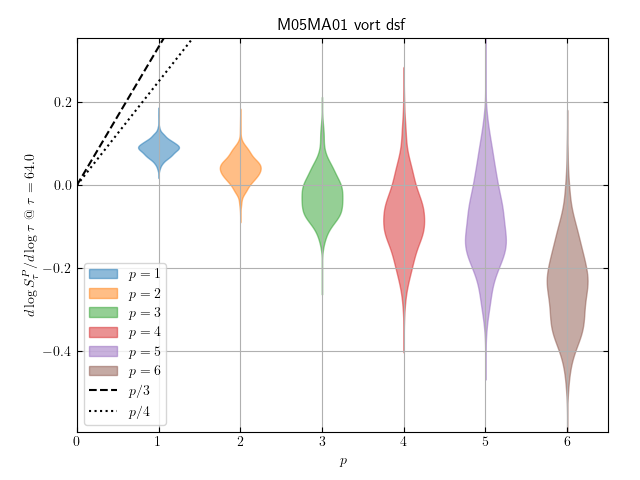 M05MA01 vort dsf
d log S_τ^p / d log τ @ τ = 64.0
0.2
0.0
−0.2
−0.4
p = 1
p = 2
p = 3
p = 4
p = 5
p = 6
p/3
p/4
0 1 2 3 4 5 6
p